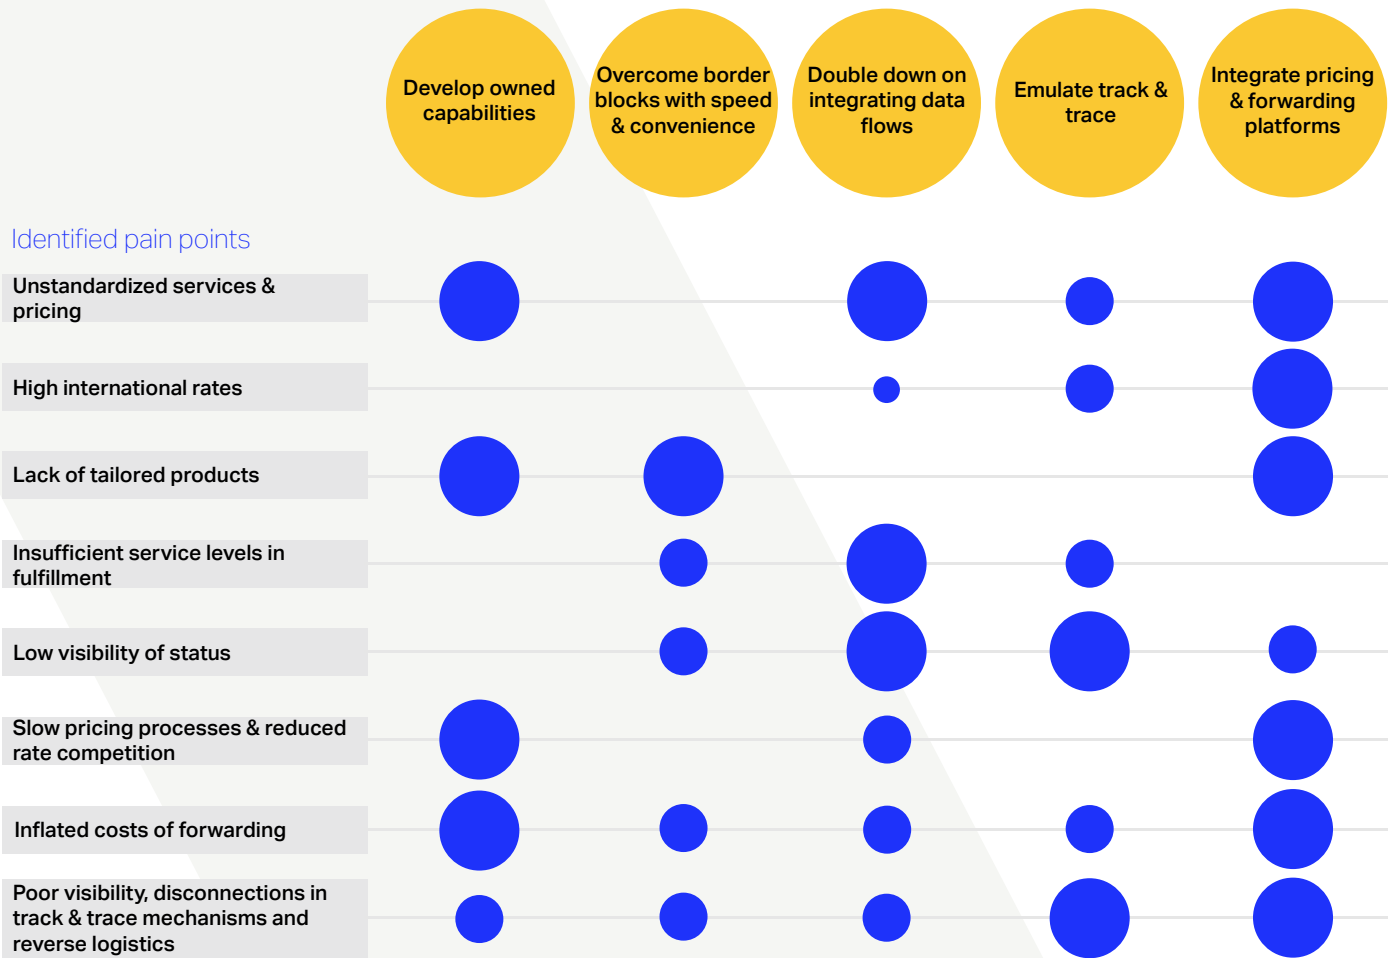 Develop owned
capabilities
Overcome border
blocks with speed
& convenience
Double down on
integrating data
flows
Emulate track &
trace
Integrate pricing
& forwarding
platforms
Identified pain points
Unstandardized services &
pricing
High international rates
Lack of tailored products
Insufficient service levels in
fulfillment
Low visibility of status
Slow pricing processes & reduced
rate competition
Inflated costs of forwarding
Poor visibility, disconnections in
track & trace mechanisms and
reverse logistics